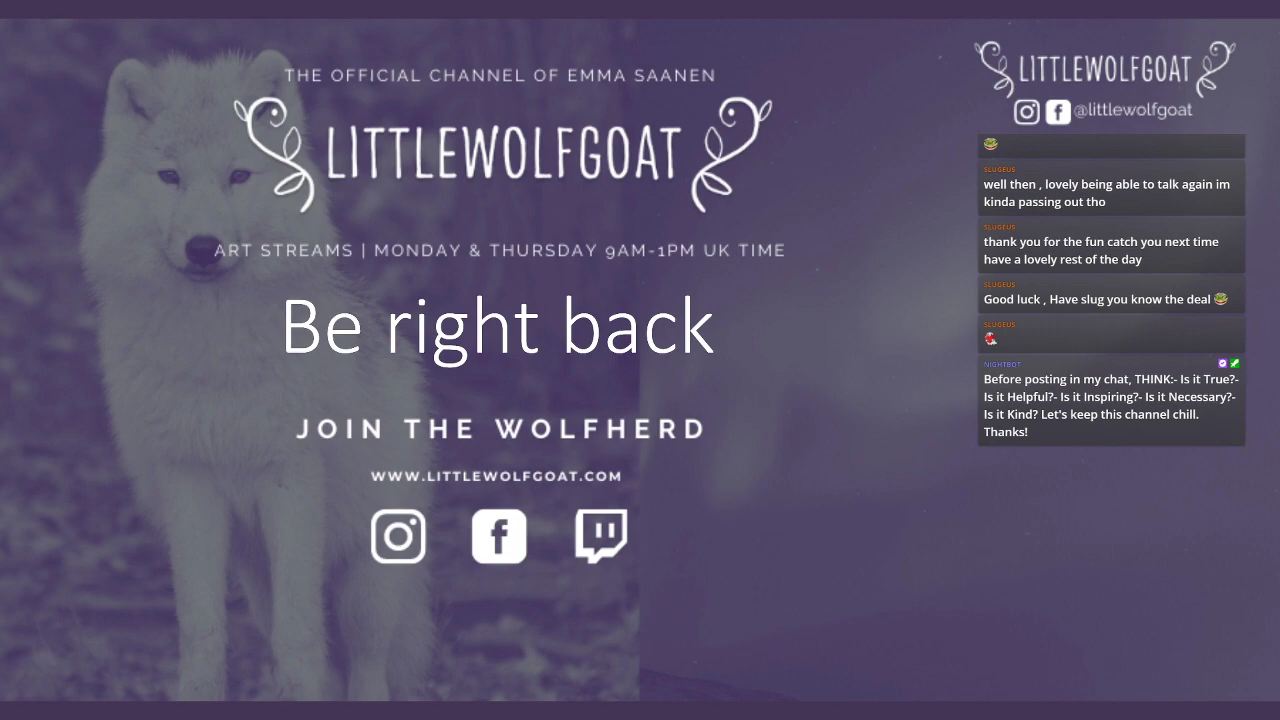 THE OFFICIAL CHANNEL OF EMMA SAANEN
LITTLEWOLFGOAT
ART STREAMS | MONDAY & THURSDAY 9AM-1PM UK TIME
Be right back
JOIN THE WOLFHERD
WWW.LITTLEWOLFGOAT.COM
LITTLEWOLFGOAT
@littlewolfgoat
SLUGEUS
well then , lovely being able to talk again im
kinda passing out tho
SLUGEUS
thank you for the fun catch you next time
have a lovely rest of the day
SLUGEUS
Good luck , Have slug you know the deal
SLUGEUS
NIGHTBOT
Before posting in my chat, THINK:- Is it True?-
Is it Helpful?- Is it Inspiring?- Is it Necessary?-
Is it Kind? Let's keep this channel chill.
Thanks!